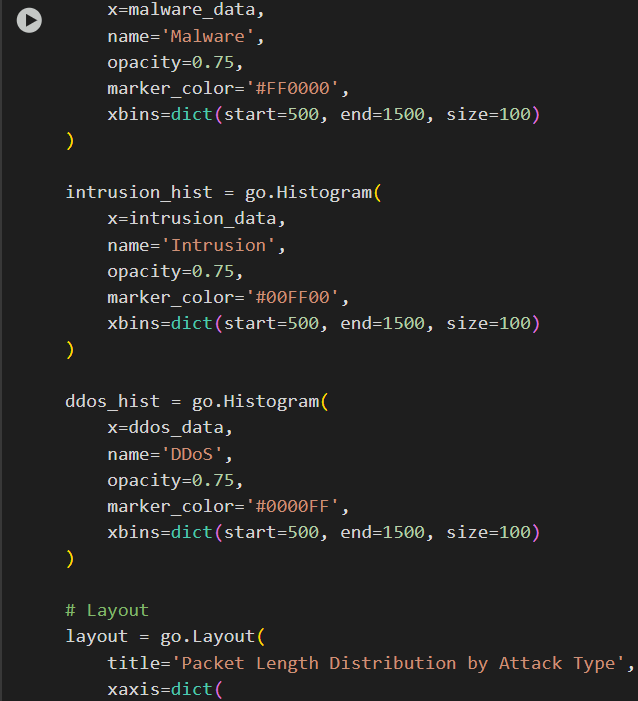 x=malware_data,
name='Malware',
opacity=0.75,
marker_color='#FF0000',
xbins=dict(start=500, end=1500, size=100)
)
intrusion_hist = go.Histogram(
x=intrusion_data,
name='Intrusion',
opacity=0.75,
marker_color='#00FF00',
xbins=dict(start=500, end=1500, size=100)
)
ddos_hist = go.Histogram(
x=ddos_data,
name='DDoS',
opacity=0.75,
marker_color='#0000FF',
xbins=dict(start=500, end=1500, size=100)
)
# Layout
layout = go.Layout(
title='Packet Length Distribution by Attack Type',
xaxis=dict(